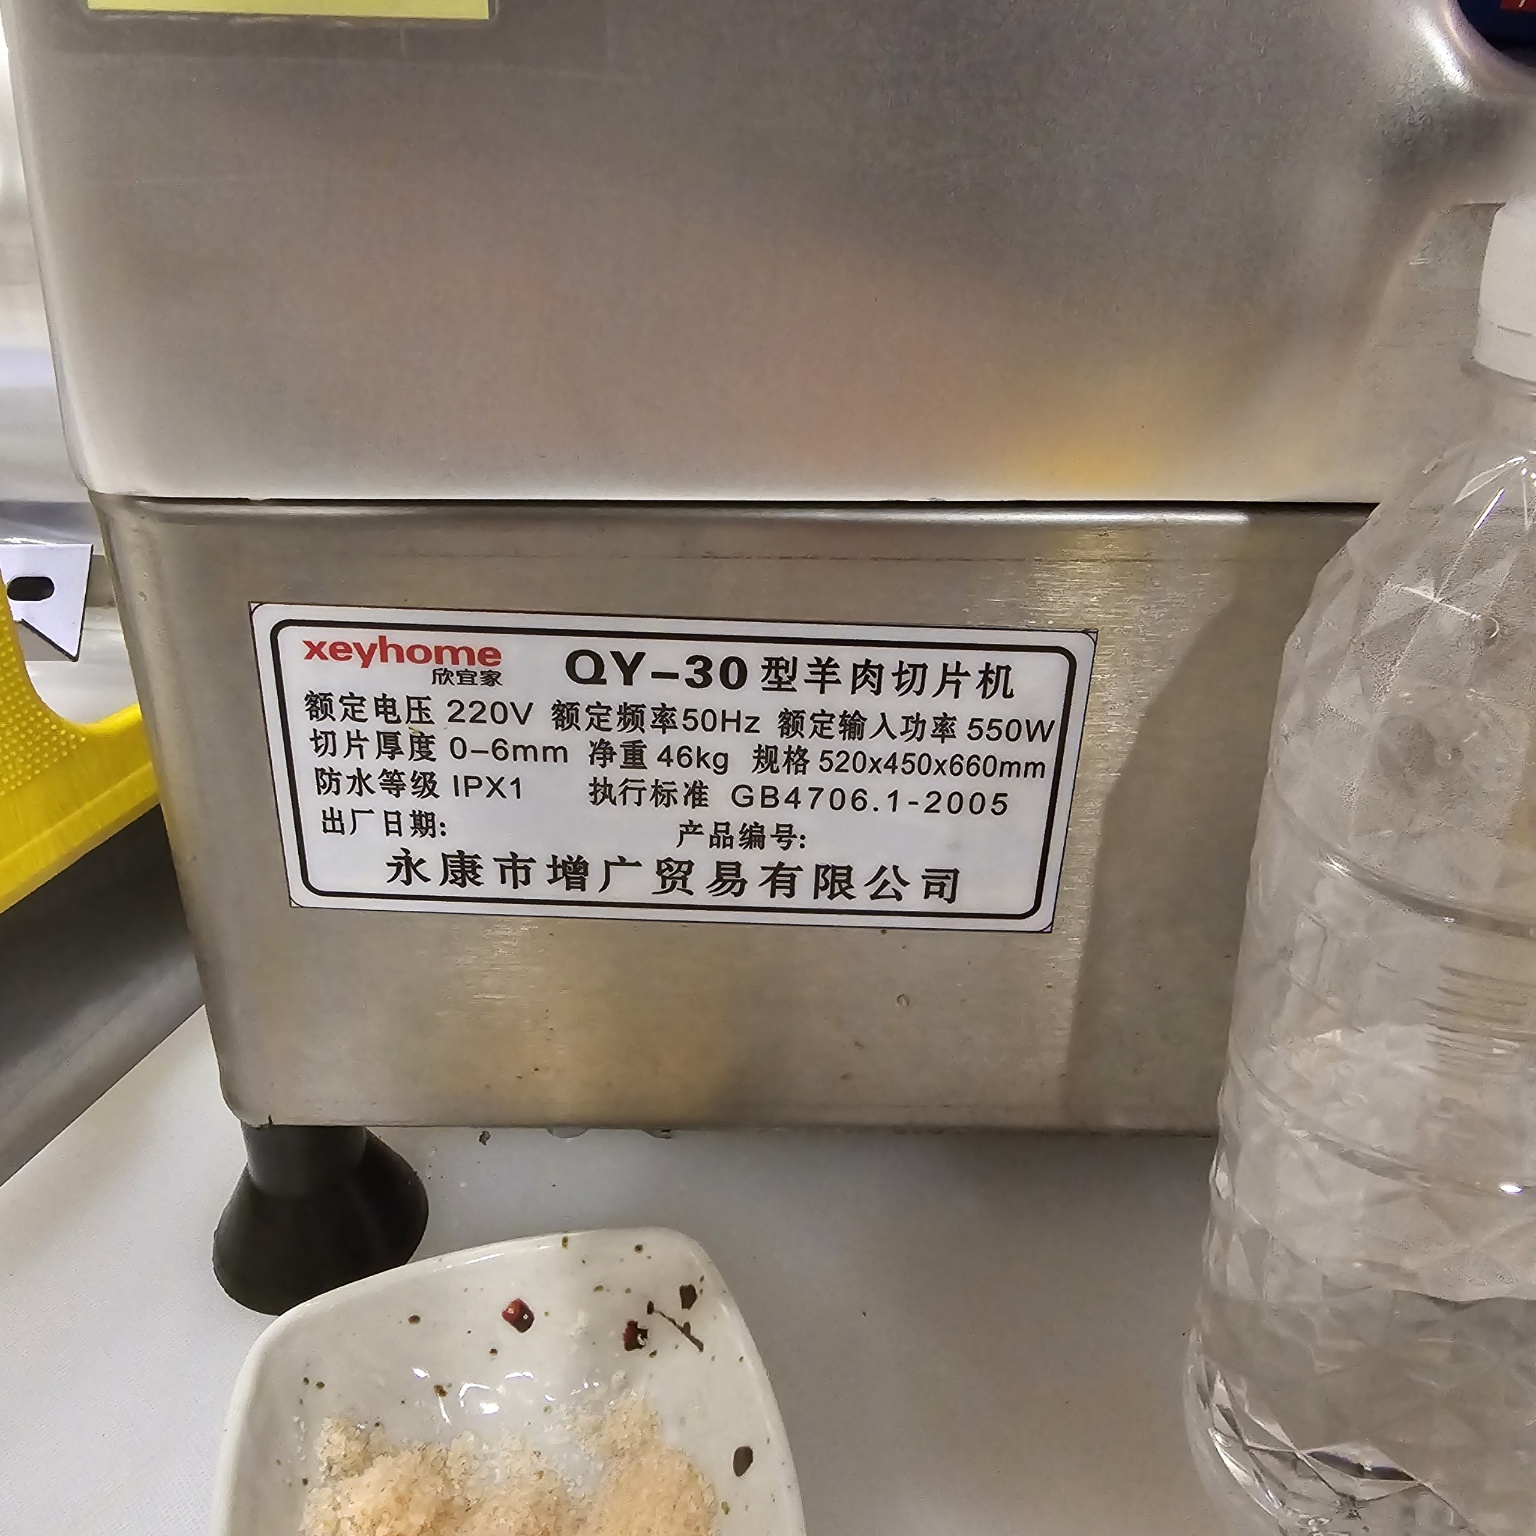 xeyhome
欣宜家
QY-30型羊肉切片机
额定电压 220V 额定频率50Hz 额定输入功率 550W
切片厚度 0-6mm 净重 46kg 规格 520x450x660mm
防水等级 IPX1 执行标准 GB4706.1-2005
出厂日期: 产品编号:
永康市增广贸易有限公司